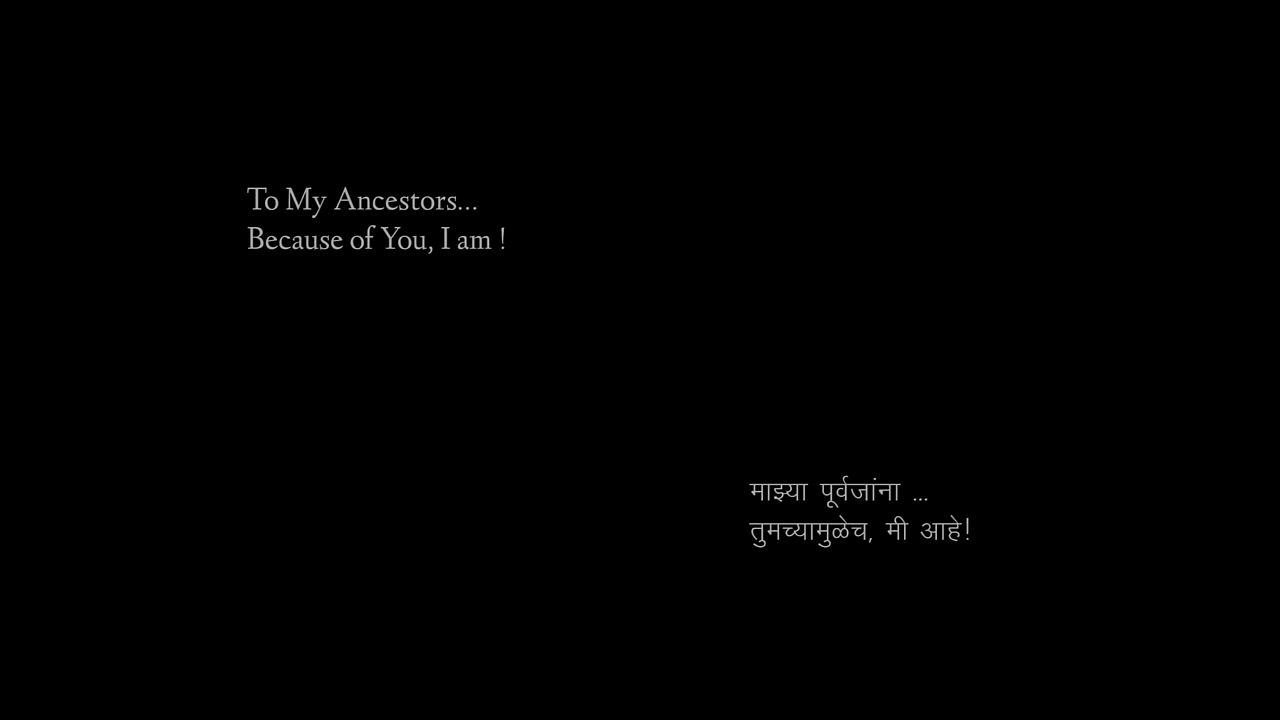 To My Ancestors...
Because of You, I am !
माझ्या पूर्वजांना ...
तुमच्यामुळेच, मी आहे!